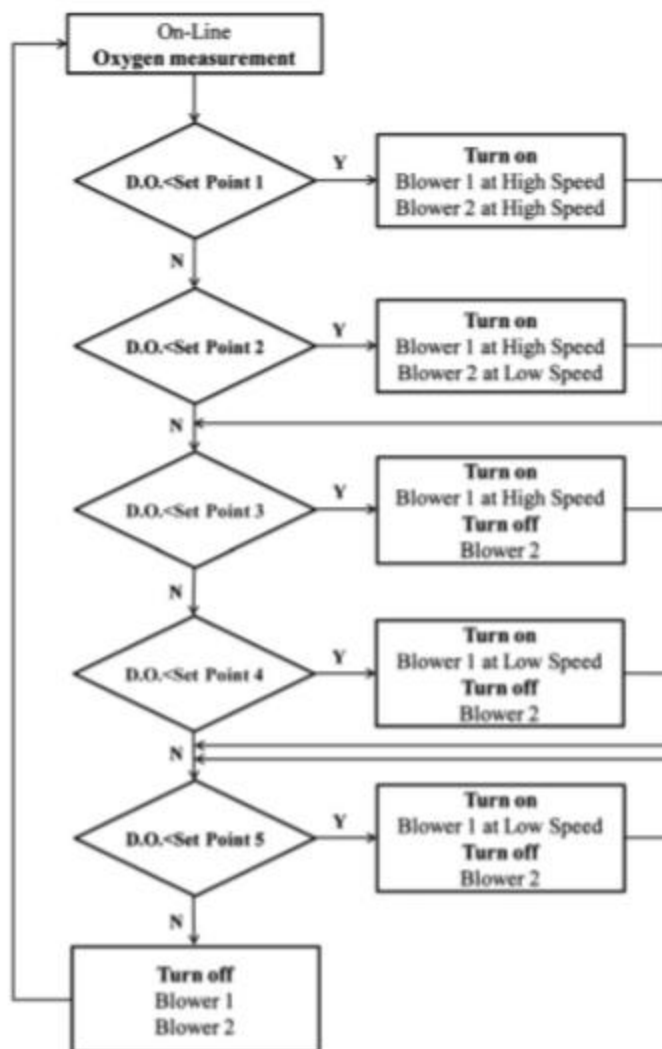 On-Line
Oxygen measurement
D.O.<Set Point 1
Y
Turn on
Blower 1 at High Speed
Blower 2 at High Speed
N
D.O.<Set Point 2
Y
Turn on
Blower 1 at High Speed
Blower 2 at Low Speed
N
D.O.<Set Point 3
Y
Turn on
Blower 1 at High Speed
Turn off
Blower 2
N
D.O.<Set Point 4
Y
Turn on
Blower 1 at Low Speed
Turn off
Blower 2
N
D.O.<Set Point 5
Y
Turn on
Blower 1 at Low Speed
Turn off
Blower 2
N
Turn off
Blower 1
Blower 2